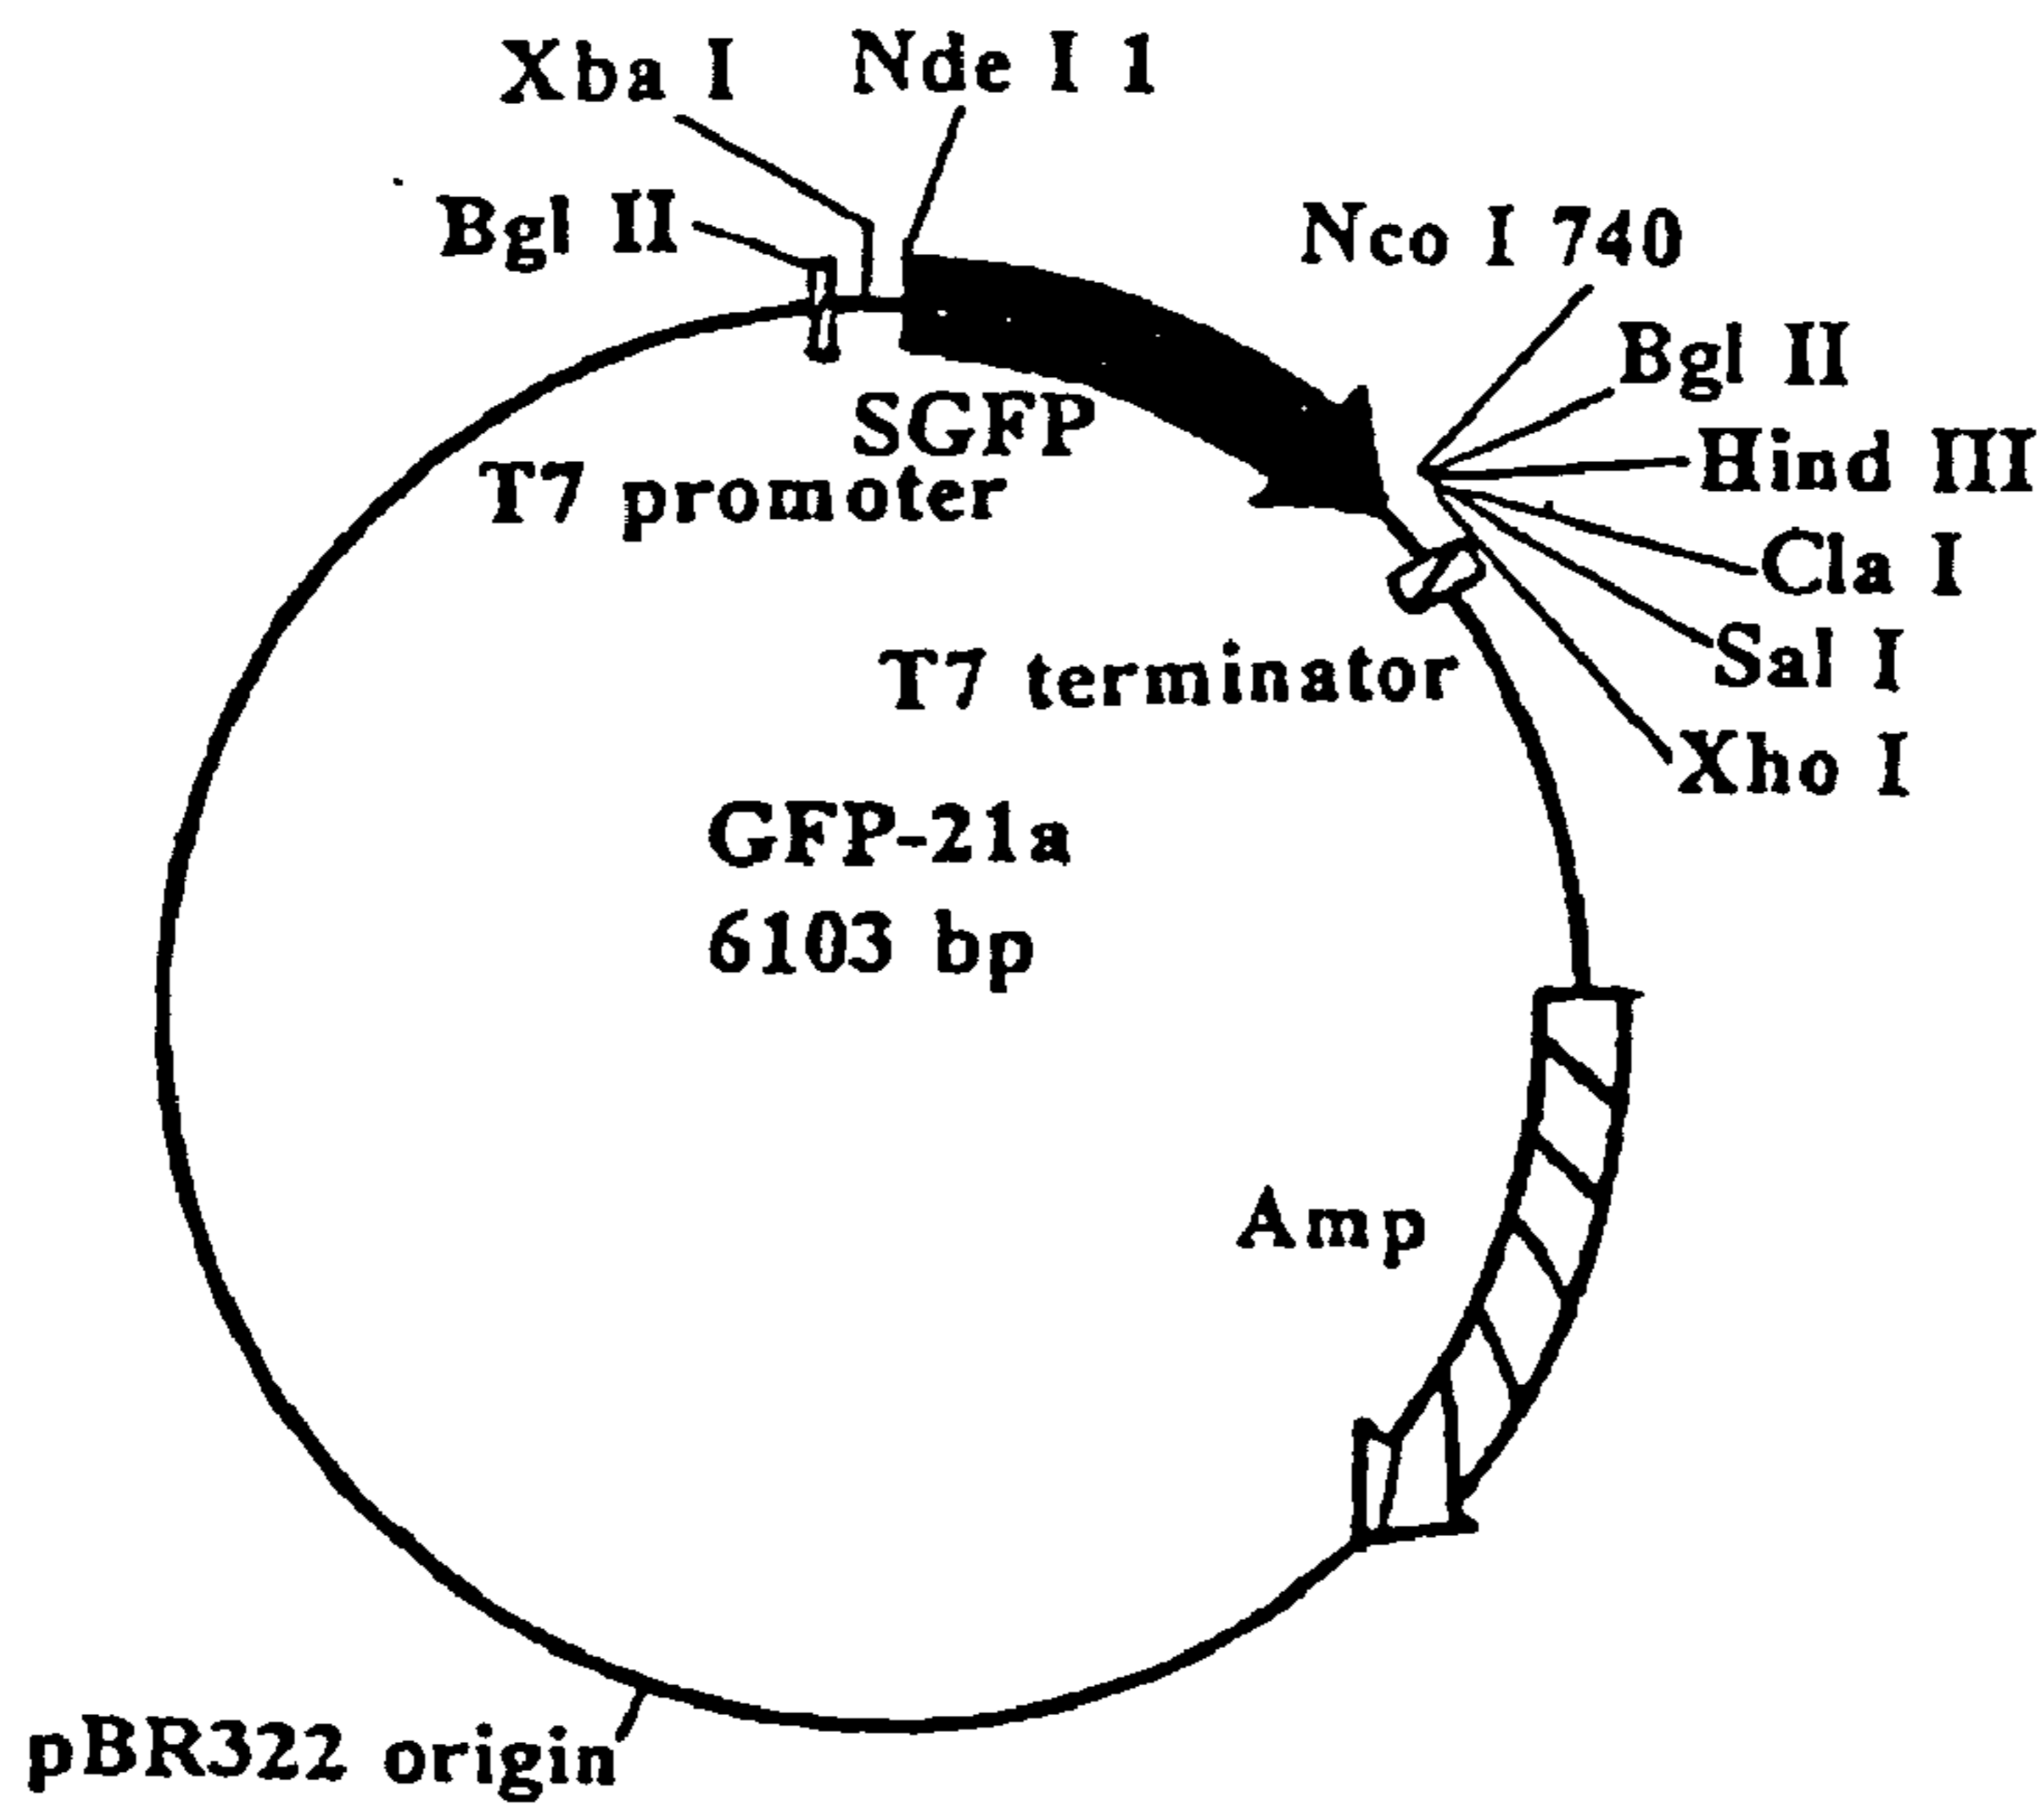 Xba I
Nde I 1
Bgl II
Nco I 740
Bgl II
Hind III
Cla I
Sal I
Xho I
SGFP
T7 promoter
T7 terminator
GFP-21a
6103 bp
Amp
pBR322 origin